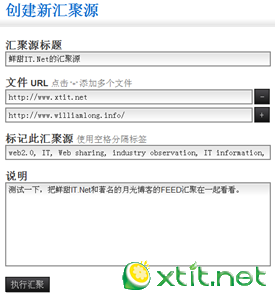 创建新汇聚源
汇聚源标题
鲜甜IT.Net的汇聚源
文件 URL 点击“+”添加多个文件
http://www.xtit.net
-
http://www.williamlong.info/
+
标记此汇聚源 使用空格分隔标签
web2.0, IT, Web sharing, industry observation, IT information,
说明
测试一下，把鲜甜IT.Net和著名的月光博客的FEED汇聚在一起看看。
执行汇聚
xtit.net